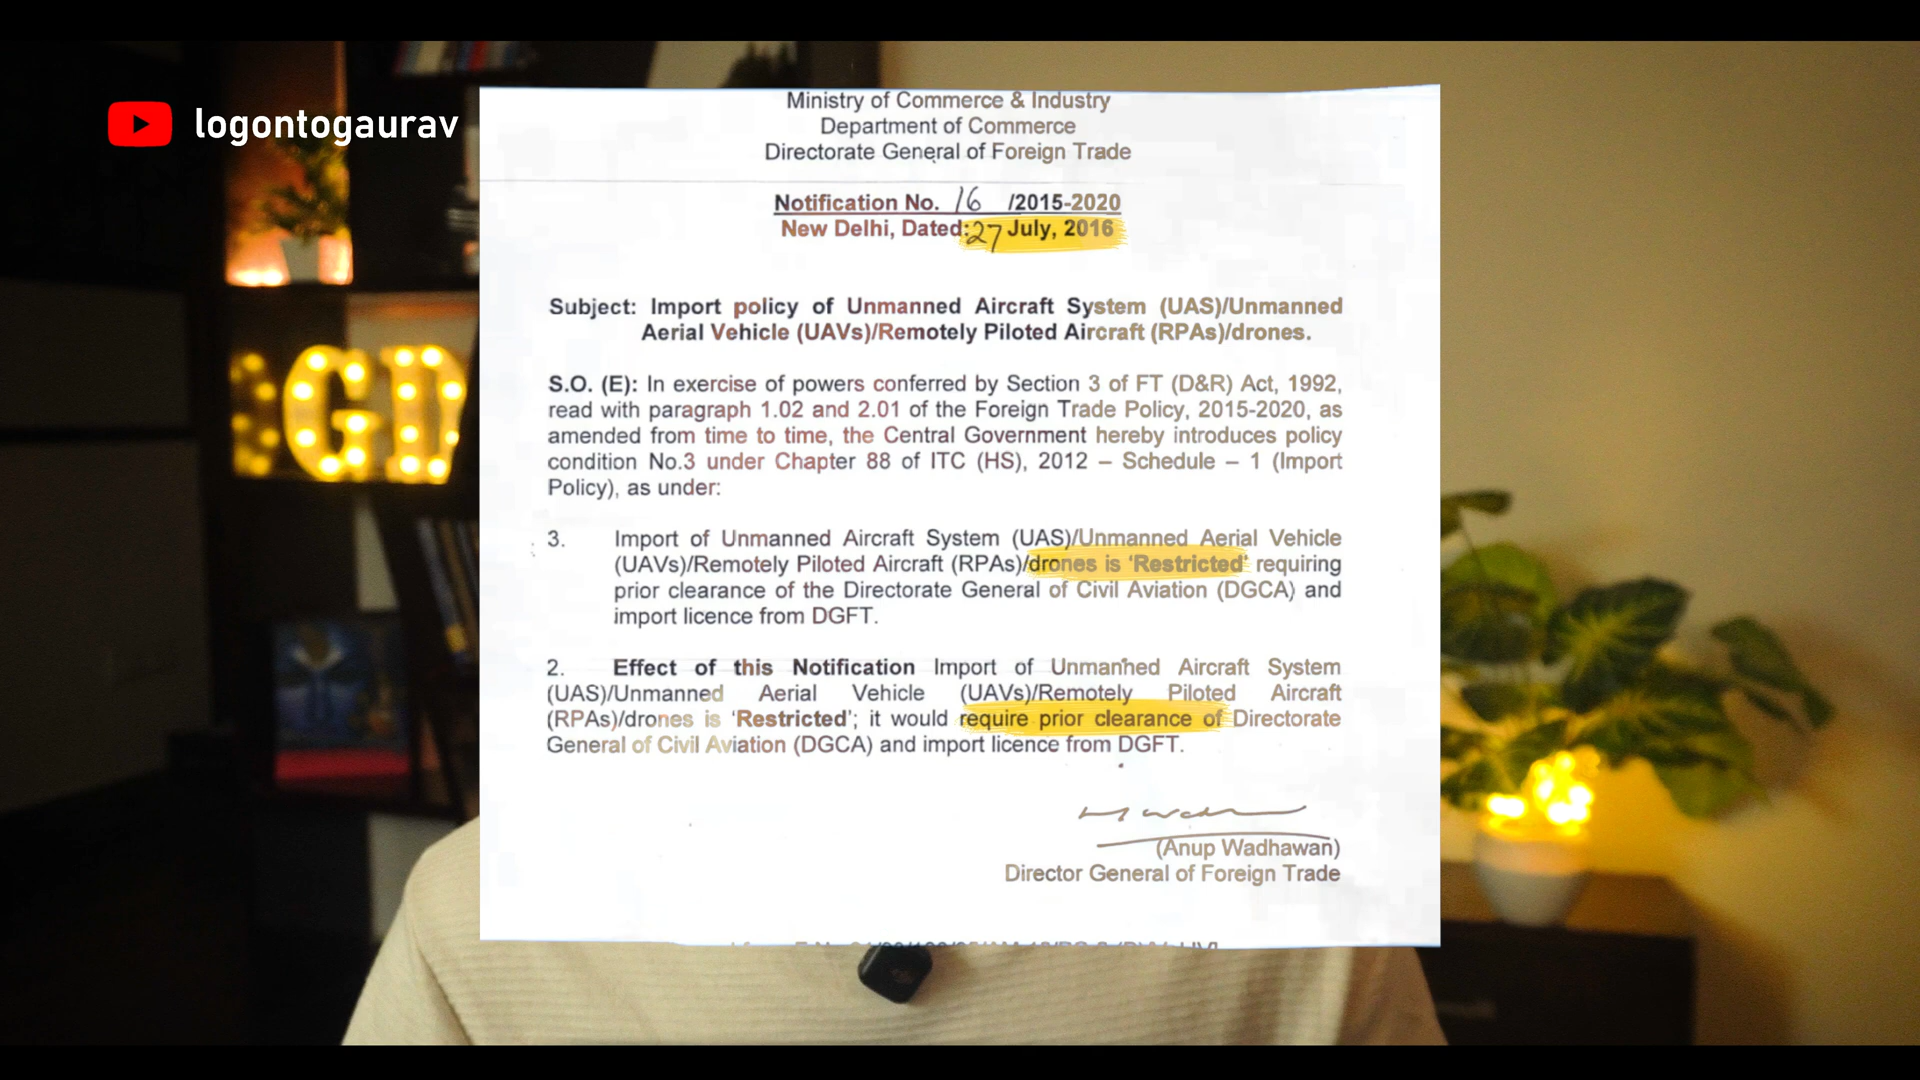 logontogaurav
Ministry of Commerce & Industry
Department of Commerce
Directorate General of Foreign Trade
Notification No. 16 /2015-2020
New Delhi, Dated:27 July, 2016
Subject: Import policy of Unmanned Aircraft System (UAS)/Unmanned
Aerial Vehicle (UAVs)/Remotely Piloted Aircraft (RPAs)/drones.
S.O. (E): In exercise of powers conferred by Section 3 of FT (D&R) Act, 1992,
read with paragraph 1.02 and 2.01 of the Foreign Trade Policy, 2015-2020, as
amended from time to time, the Central Government hereby introduces policy
condition No.3 under Chapter 88 of ITC (HS), 2012 – Schedule – 1 (Import
Policy), as under:
3. Import of Unmanned Aircraft System (UAS)/Unmanned Aerial Vehicle
(UAVs)/Remotely Piloted Aircraft (RPAs)/drones is ‘Restricted’ requiring
prior clearance of the Directorate General of Civil Aviation (DGCA) and
import licence from DGFT.
2. Effect of this Notification Import of Unmanned Aircraft System
(UAS)/Unmanned Aerial Vehicle (UAVs)/Remotely Piloted Aircraft
(RPAs)/drones is ‘Restricted’; it would require prior clearance of Directorate
General of Civil Aviation (DGCA) and import licence from DGFT.
(Anup Wadhawan)
Director General of Foreign Trade
GD